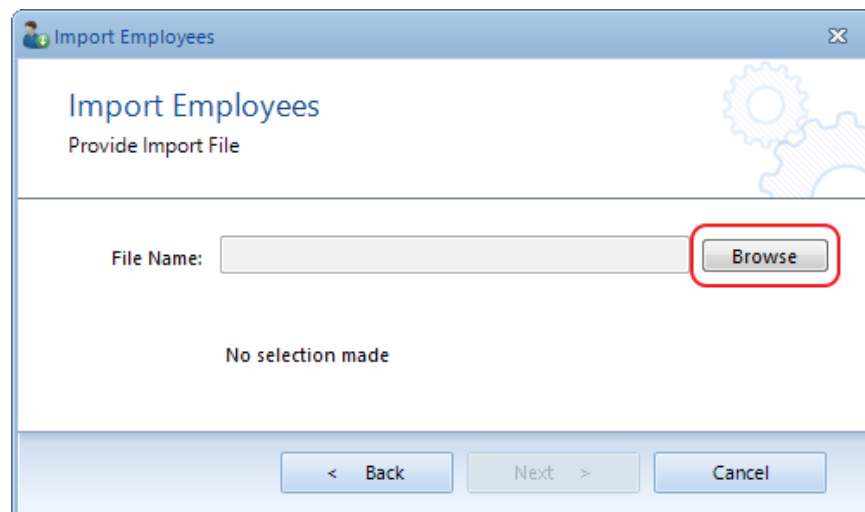 Import Employees
Import Employees
Provide Import File
File Name:
Browse
No selection made
< Back
Next >
Cancel